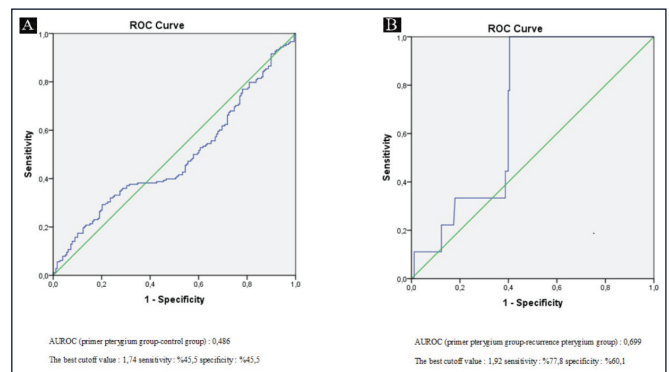 A
ROC Curve
1,0
0,8
0,6
0,4
0,2
0,0
Sensitivity
0,0 0,2 0,4 0,6 0,8 1,0
1 - Specificity
AUROC (primer pterygium group-control group) : 0,486
The best cutoff value : 1,74 sensitivity : %45,5 specificity : %45,5
B
ROC Curve
1,0
0,8
0,6
0,4
0,2
0,0
Sensitivity
0,0 0,2 0,4 0,6 0,8 1,0
1 - Specificity
AUROC (primer pterygium group-recurrence pterygium group) : 0,699
The best cutoff value : 1,92 sensitivity : %77,8 specificity : %60,1